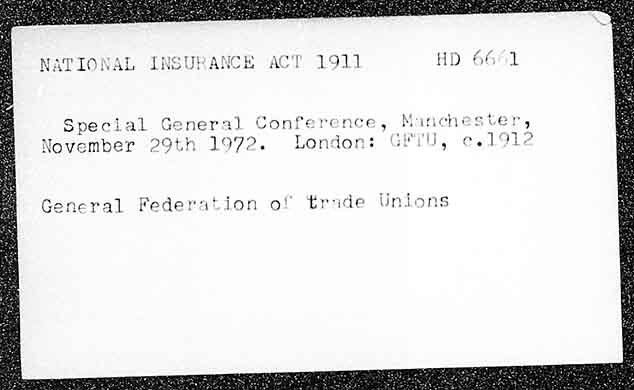 NATIONAL INSURANCE ACT 1911 HD 6661
Special General Conference, Manchester,
November 29th 1972. London: GFTU, c.1912
General Federation of trade Unions